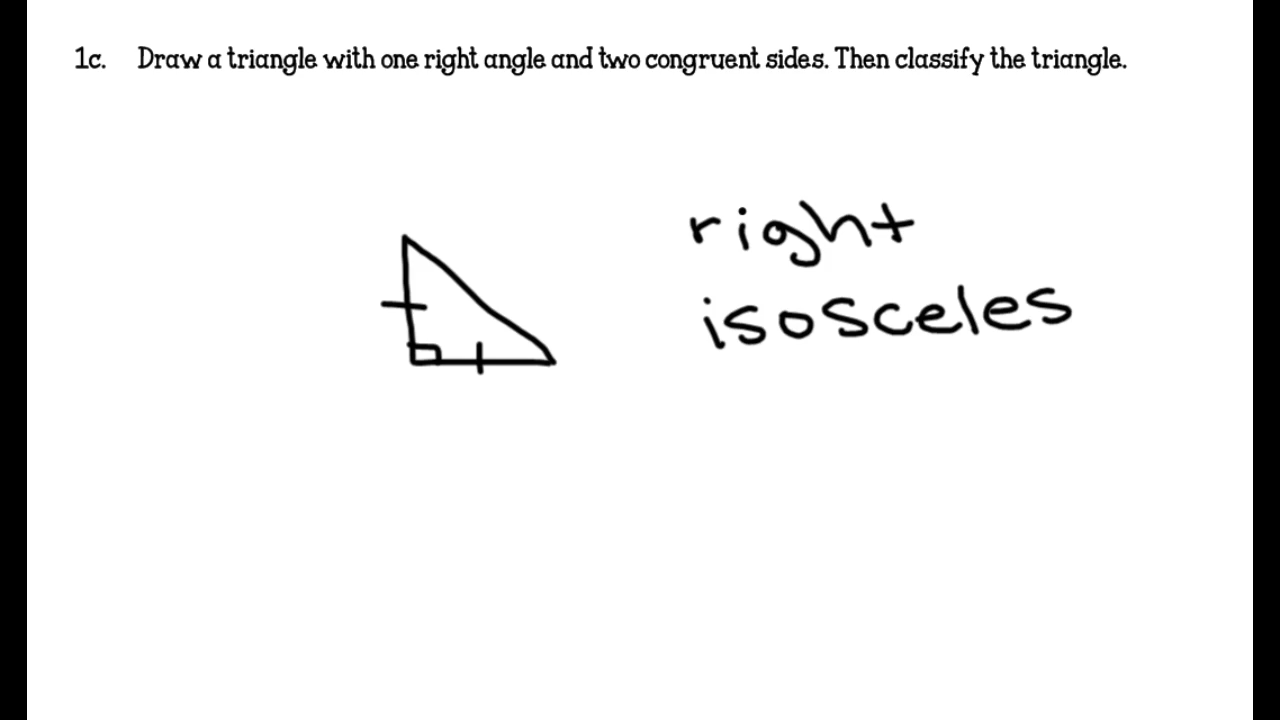 1c. Draw a triangle with one right angle and two congruent sides. Then classify the triangle.
right
isosceles